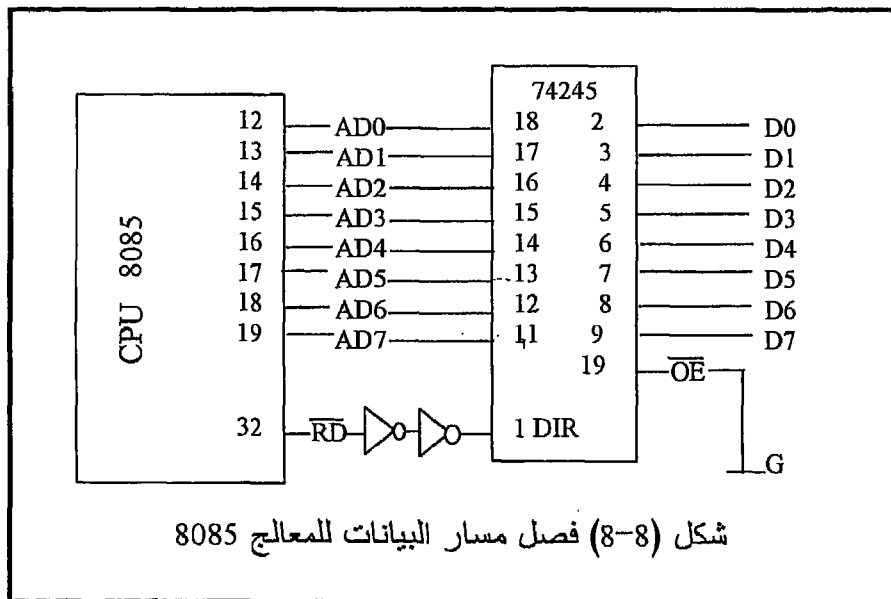 74245
12 AD0 18 2 D0
13 AD1 17 3 D1
14 AD2 16 4 D2
15 AD3 15 5 D3
16 AD4 14 6 D4
17 AD5 13 7 D5
18 AD6 12 8 D6
19 AD7 11 9 D7
CPU 8085
19 O̅E̅
32 R̅D̅ 1 DIR
G
شكل (8-8) فصل مسار البيانات للمعالج 8085